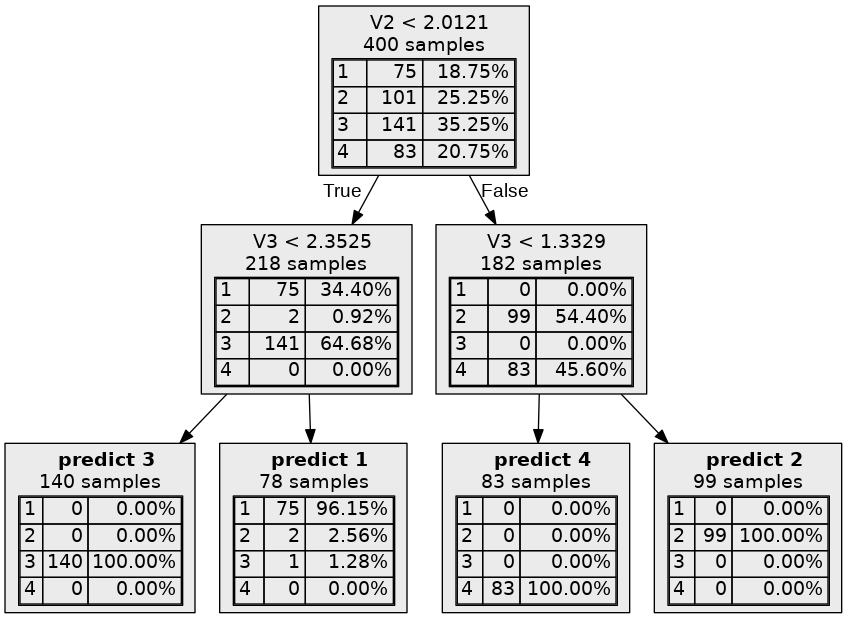 V2 < 2.0121
400 samples
1 75 18.75%
2 101 25.25%
3 141 35.25%
4 83 20.75%
True
False
V3 < 2.3525
218 samples
1 75 34.40%
2 2 0.92%
3 141 64.68%
4 0 0.00%
V3 < 1.3329
182 samples
1 0 0.00%
2 99 54.40%
3 0 0.00%
4 83 45.60%
predict 3
140 samples
1 0 0.00%
2 0 0.00%
3 140 100.00%
4 0 0.00%
predict 1
78 samples
1 75 96.15%
2 2 2.56%
3 1 1.28%
4 0 0.00%
predict 4
83 samples
1 0 0.00%
2 0 0.00%
3 0 0.00%
4 83 100.00%
predict 2
99 samples
1 0 0.00%
2 99 100.00%
3 0 0.00%
4 0 0.00%